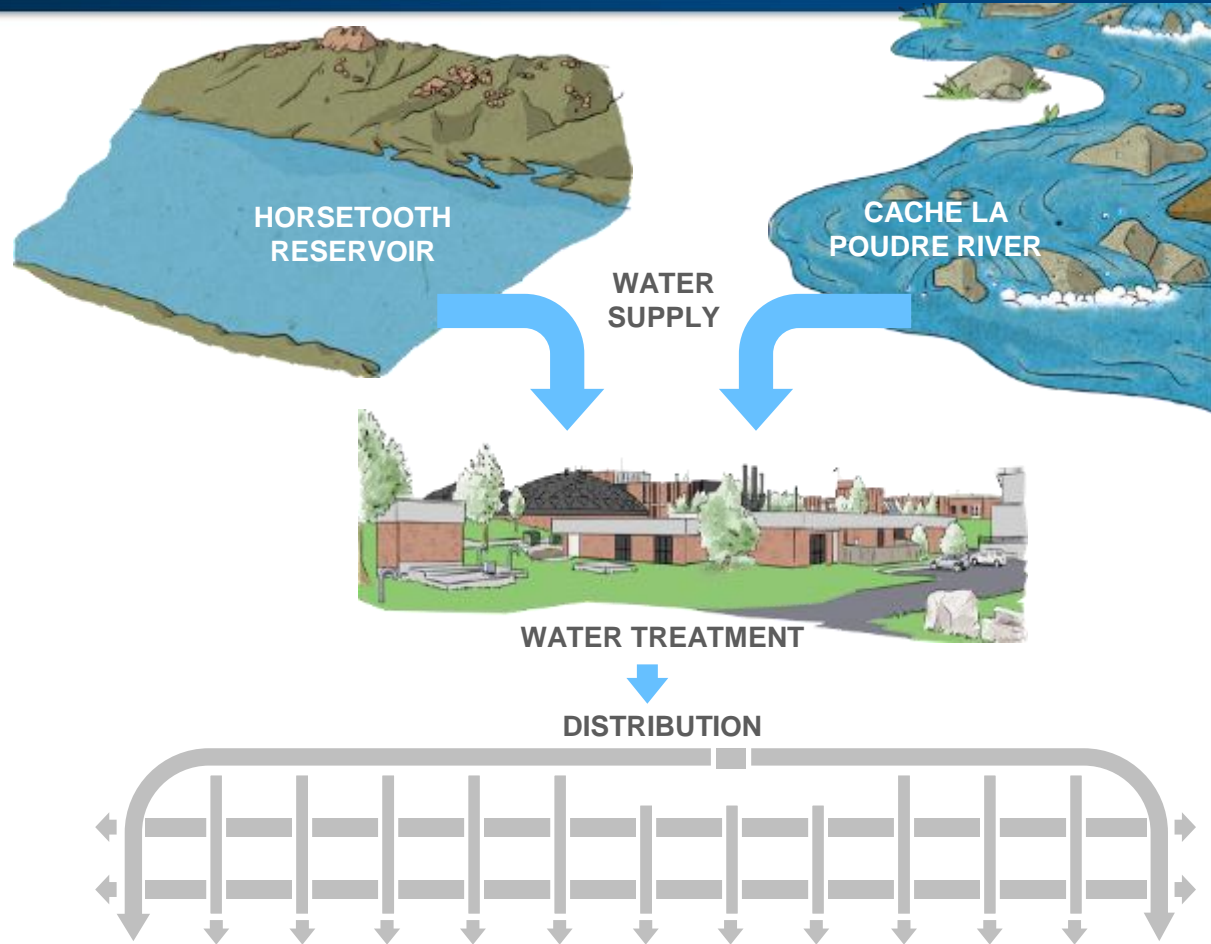 HORSETOOTH
RESERVOIR
CACHE LA
POUDRE RIVER
WATER
SUPPLY
WATER TREATMENT
DISTRIBUTION